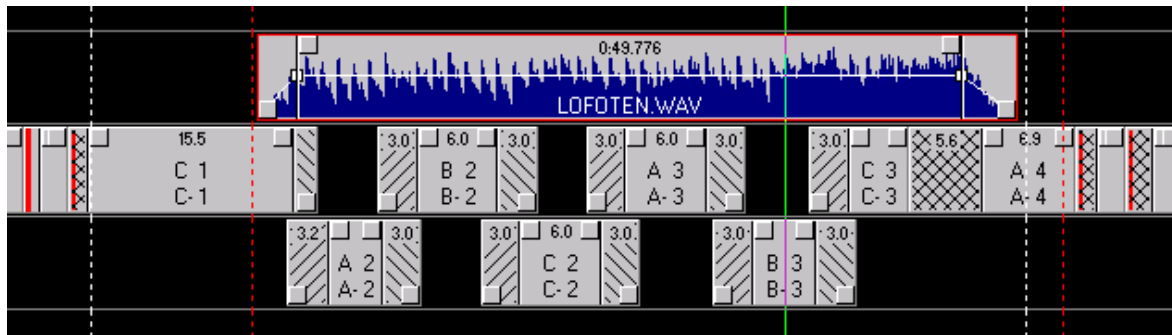 0:49.776
LOFOTEN.WAV
15.5
C 1
C-1
3.0 6.0 3.0
B 2
B-2
3.0 6.0 3.0
A 3
A-3
3.0
C 3
C-3
5.6
6.9
A 4
A-4
3.2 3.0
A 2
A-2
3.0 6.0 3.0
C 2
C-2
3.0 3.0
B 3
B-3